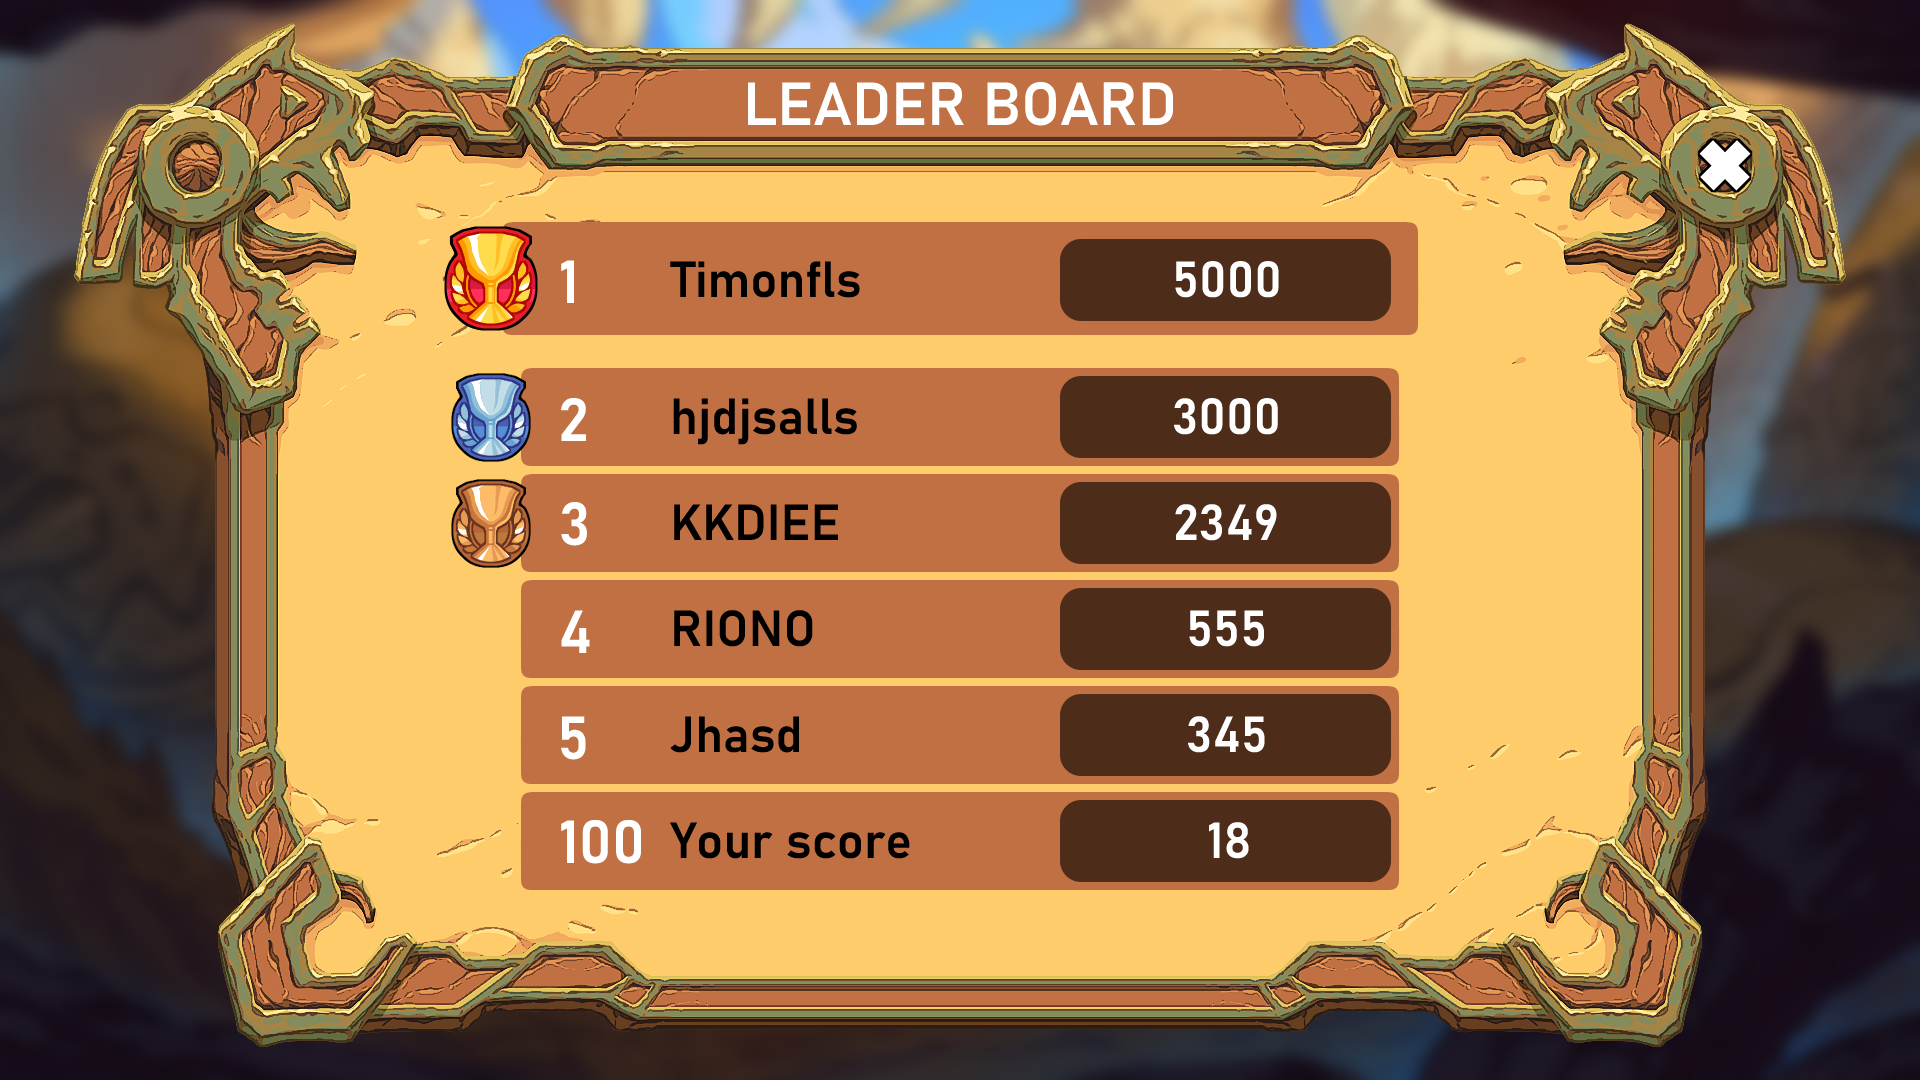 LEADER BOARD
1 Timonfls 5000
2 hjdjsalls 3000
3 KKDIEE 2349
4 RIONO 555
5 Jhasd 345
100 Your score 18